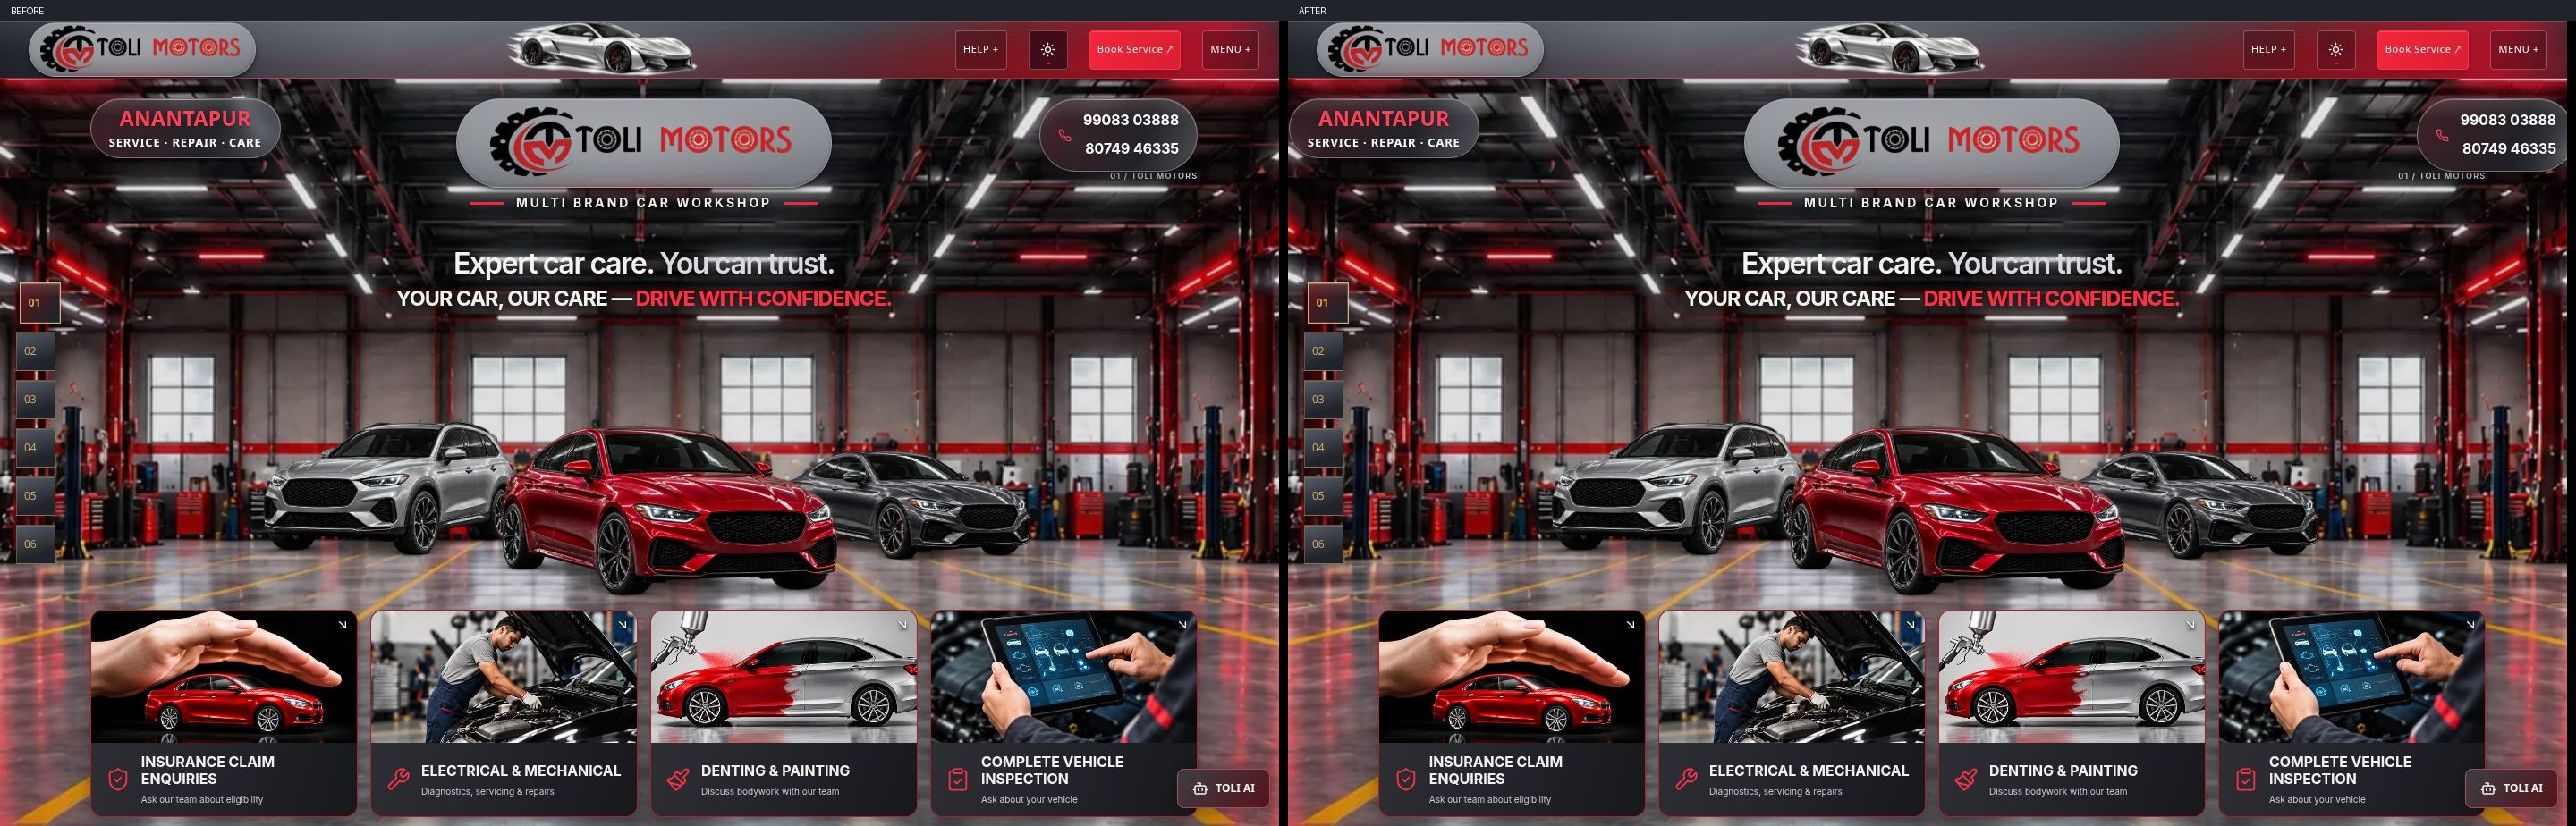 BEFORE
TOLI MOTORS
HELP +
Book Service ↗
MENU +
ANANTAPUR
SERVICE · REPAIR · CARE
TOLI MOTORS
99083 03888
80749 46335
01 / TOLI MOTORS
MULTI BRAND CAR WORKSHOP
Expert car care. You can trust.
YOUR CAR, OUR CARE — DRIVE WITH CONFIDENCE.
01
02
03
04
05
06
INSURANCE CLAIM
ENQUIRIES
Ask our team about eligibility
ELECTRICAL & MECHANICAL
Diagnostics, servicing & repairs
DENTING & PAINTING
Discuss bodywork with our team
COMPLETE VEHICLE
INSPECTION
Ask about your vehicle
TOLI AI
AFTER
TOLI MOTORS
HELP +
Book Service ↗
MENU +
ANANTAPUR
SERVICE · REPAIR · CARE
TOLI MOTORS
99083 03888
80749 46335
01 / TOLI MOTORS
MULTI BRAND CAR WORKSHOP
Expert car care. You can trust.
YOUR CAR, OUR CARE — DRIVE WITH CONFIDENCE.
01
02
03
04
05
06
INSURANCE CLAIM
ENQUIRIES
Ask our team about eligibility
ELECTRICAL & MECHANICAL
Diagnostics, servicing & repairs
DENTING & PAINTING
Discuss bodywork with our team
COMPLETE VEHICLE
INSPECTION
Ask about your vehicle
TOLI AI